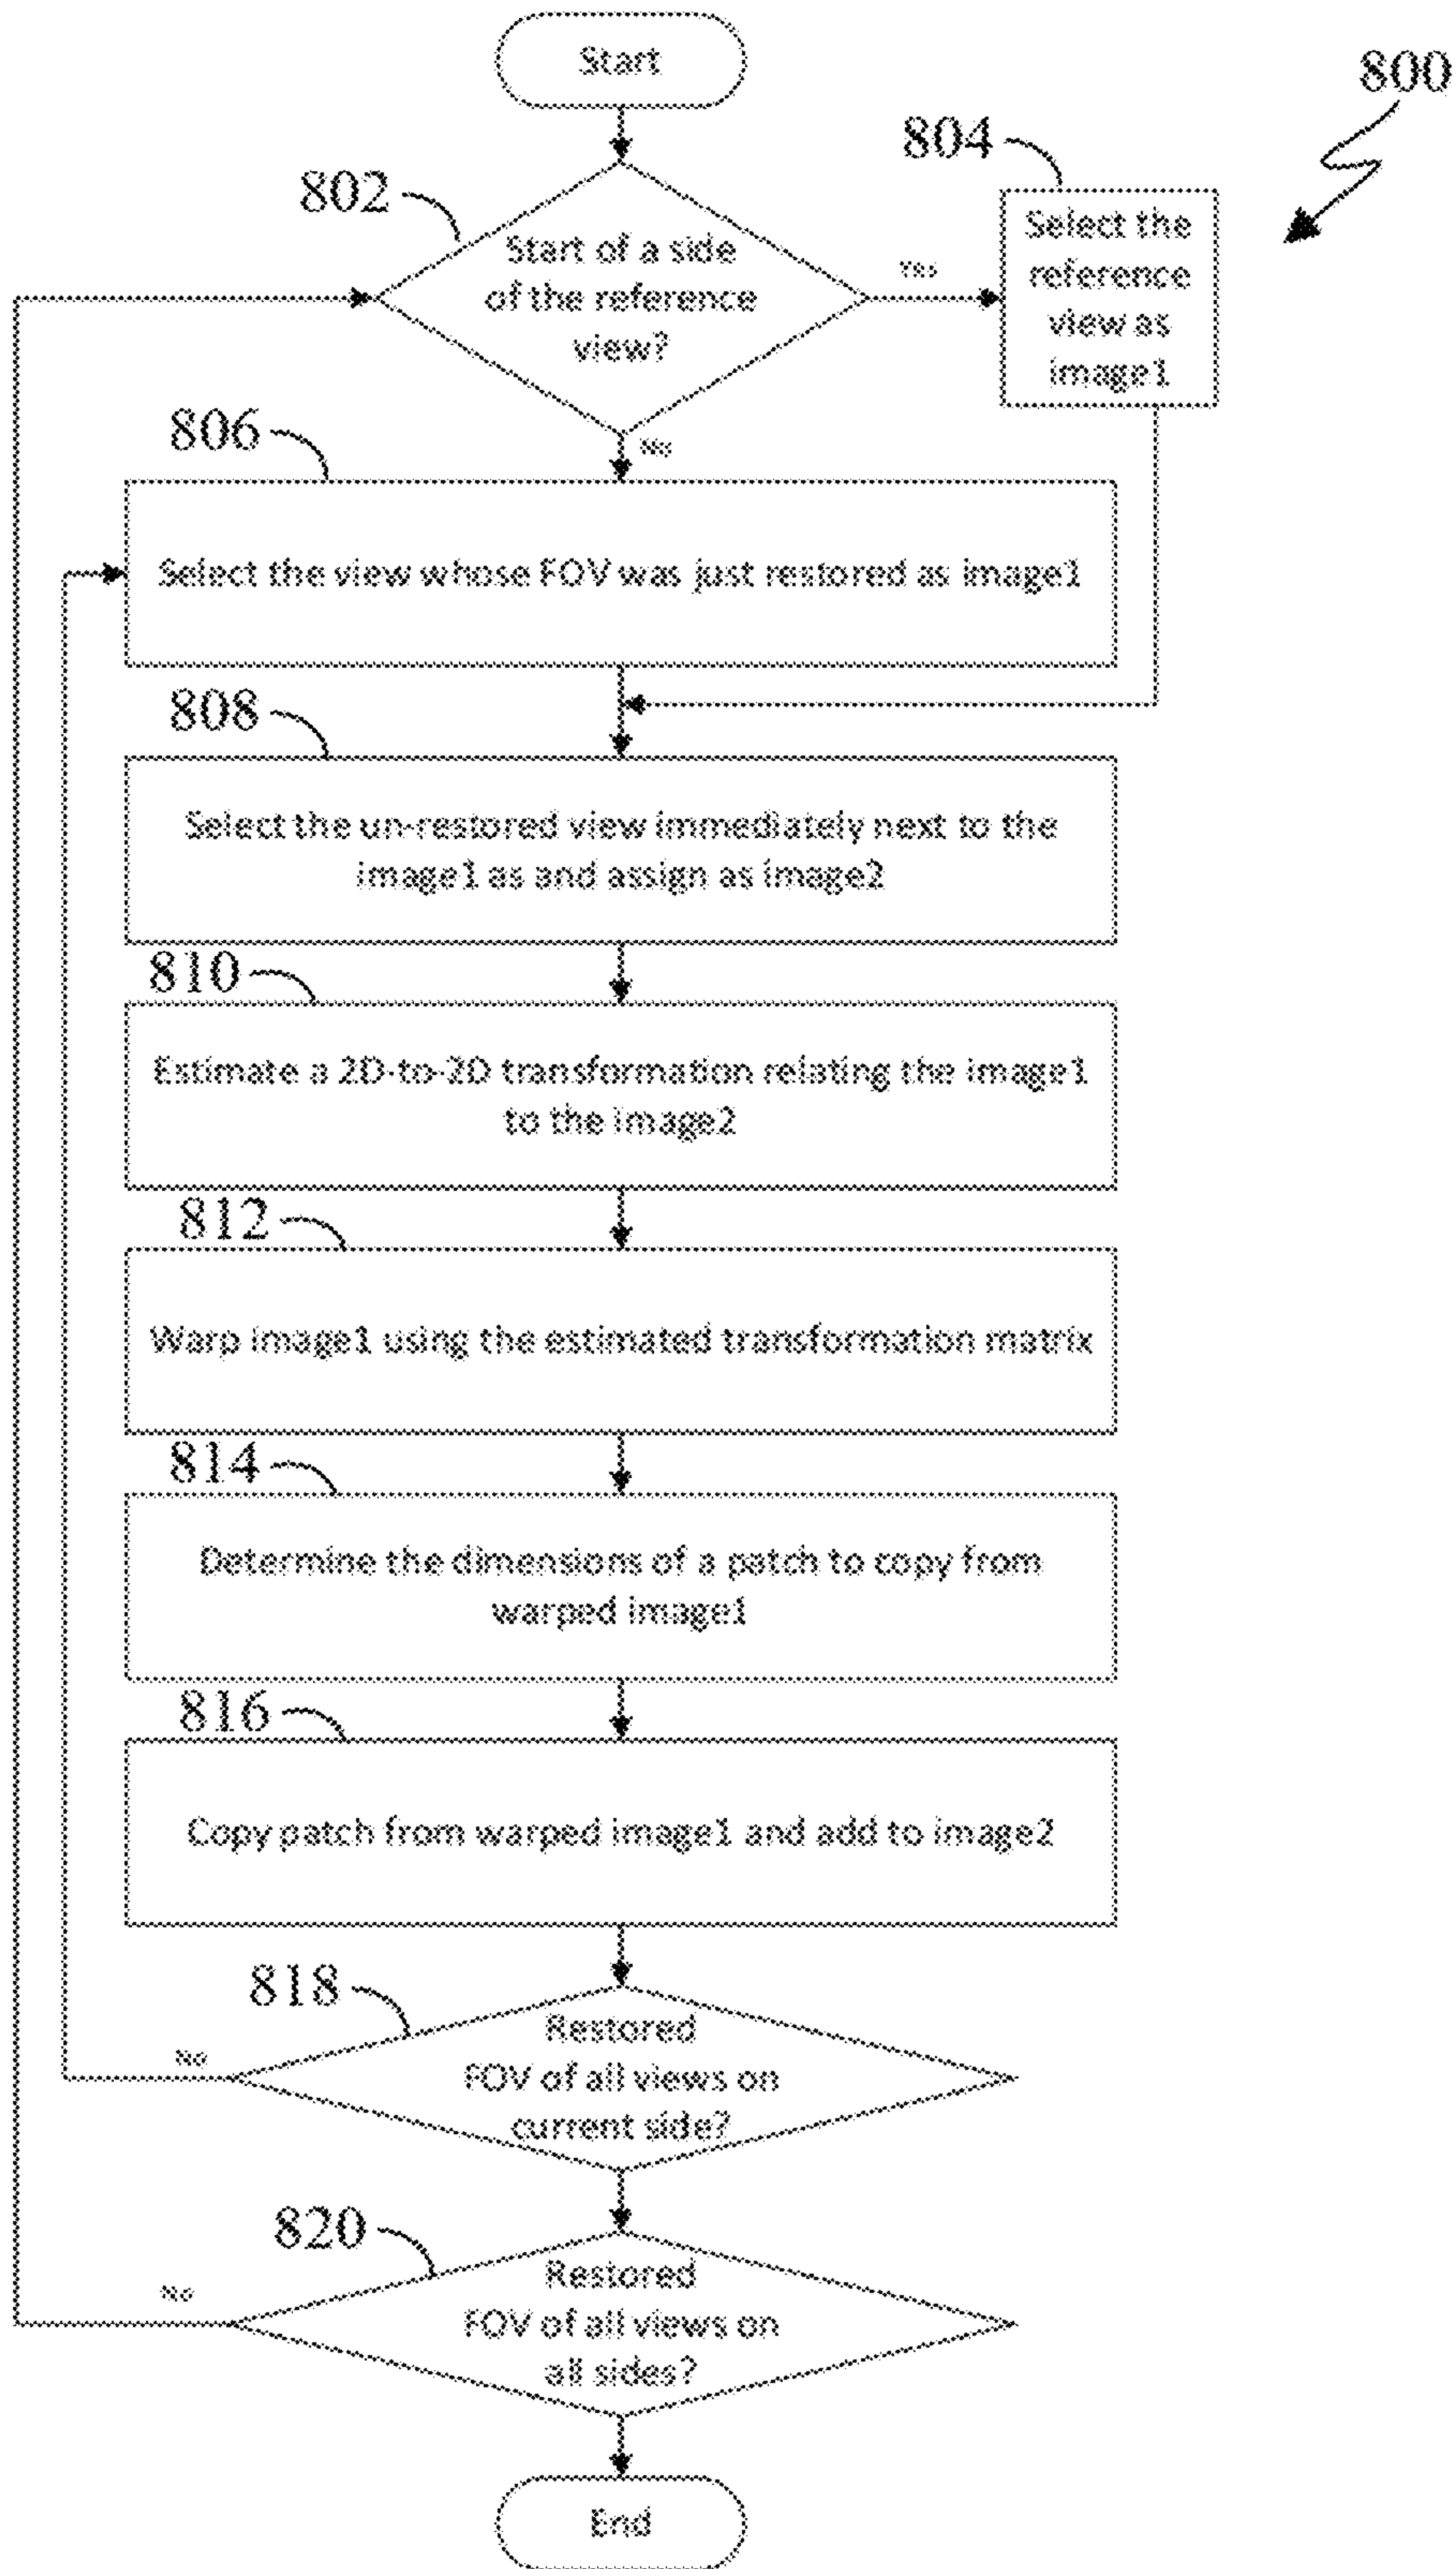 Start
800
804
802
Start of a side
of the reference
view?
Yes
Select the
reference
view as
image1
806
No
Select the view whose FOV was just restored as image1
808
Select the un-restored view immediately next to the
image1 as and assign as image2
810
Estimate a 2D-to-2D transformation relating the image1
to the image2
812
Warp image1 using the estimated transformation matrix
814
Determine the dimensions of a patch to copy from
warped image1
816
Copy patch from warped image1 and add to image2
818
Restored
FOV of all views on
current side?
No
820
Restored
FOV of all views on
all sides?
No
End